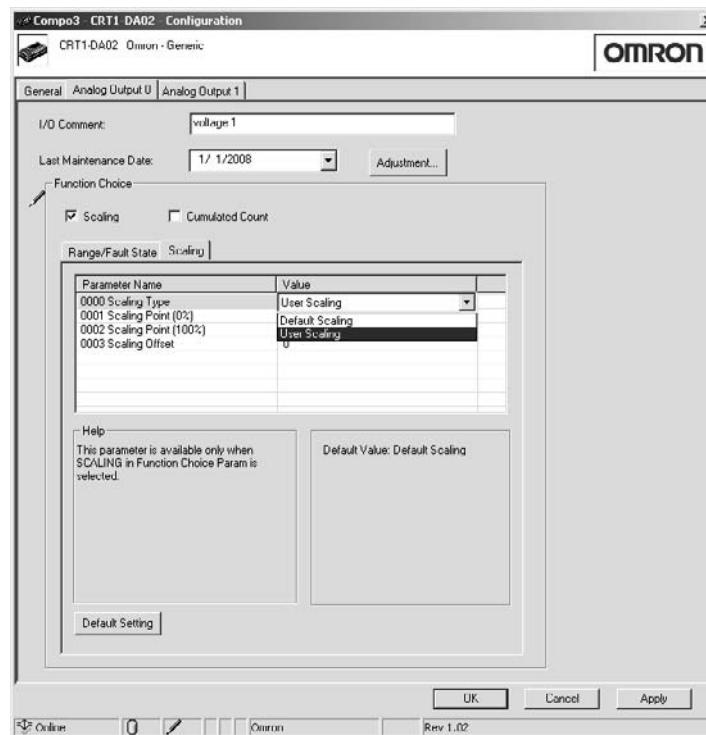 Compo3 - CRT1-DA02 - Configuration
CRT1-DA02 Omron - Generic
OMRON
General
Analog Output 0
Analog Output 1
I/O Comment:
voltage 1
Last Maintenance Date:
1/ 1/2008
Adjustment...
Function Choice
Scaling
Cumulated Count
Range/Fault State
Scaling
Parameter Name
Value
0000 Scaling Type
User Scaling
0001 Scaling Point (0%)
Default Scaling
0002 Scaling Point (100%)
User Scaling
0003 Scaling Offset
0
Help
This parameter is available only when
SCALING in Function Choice Param is
selected.
Default Value: Default Scaling
Default Setting
OK
Cancel
Apply
Online
Omron
Rev 1.02